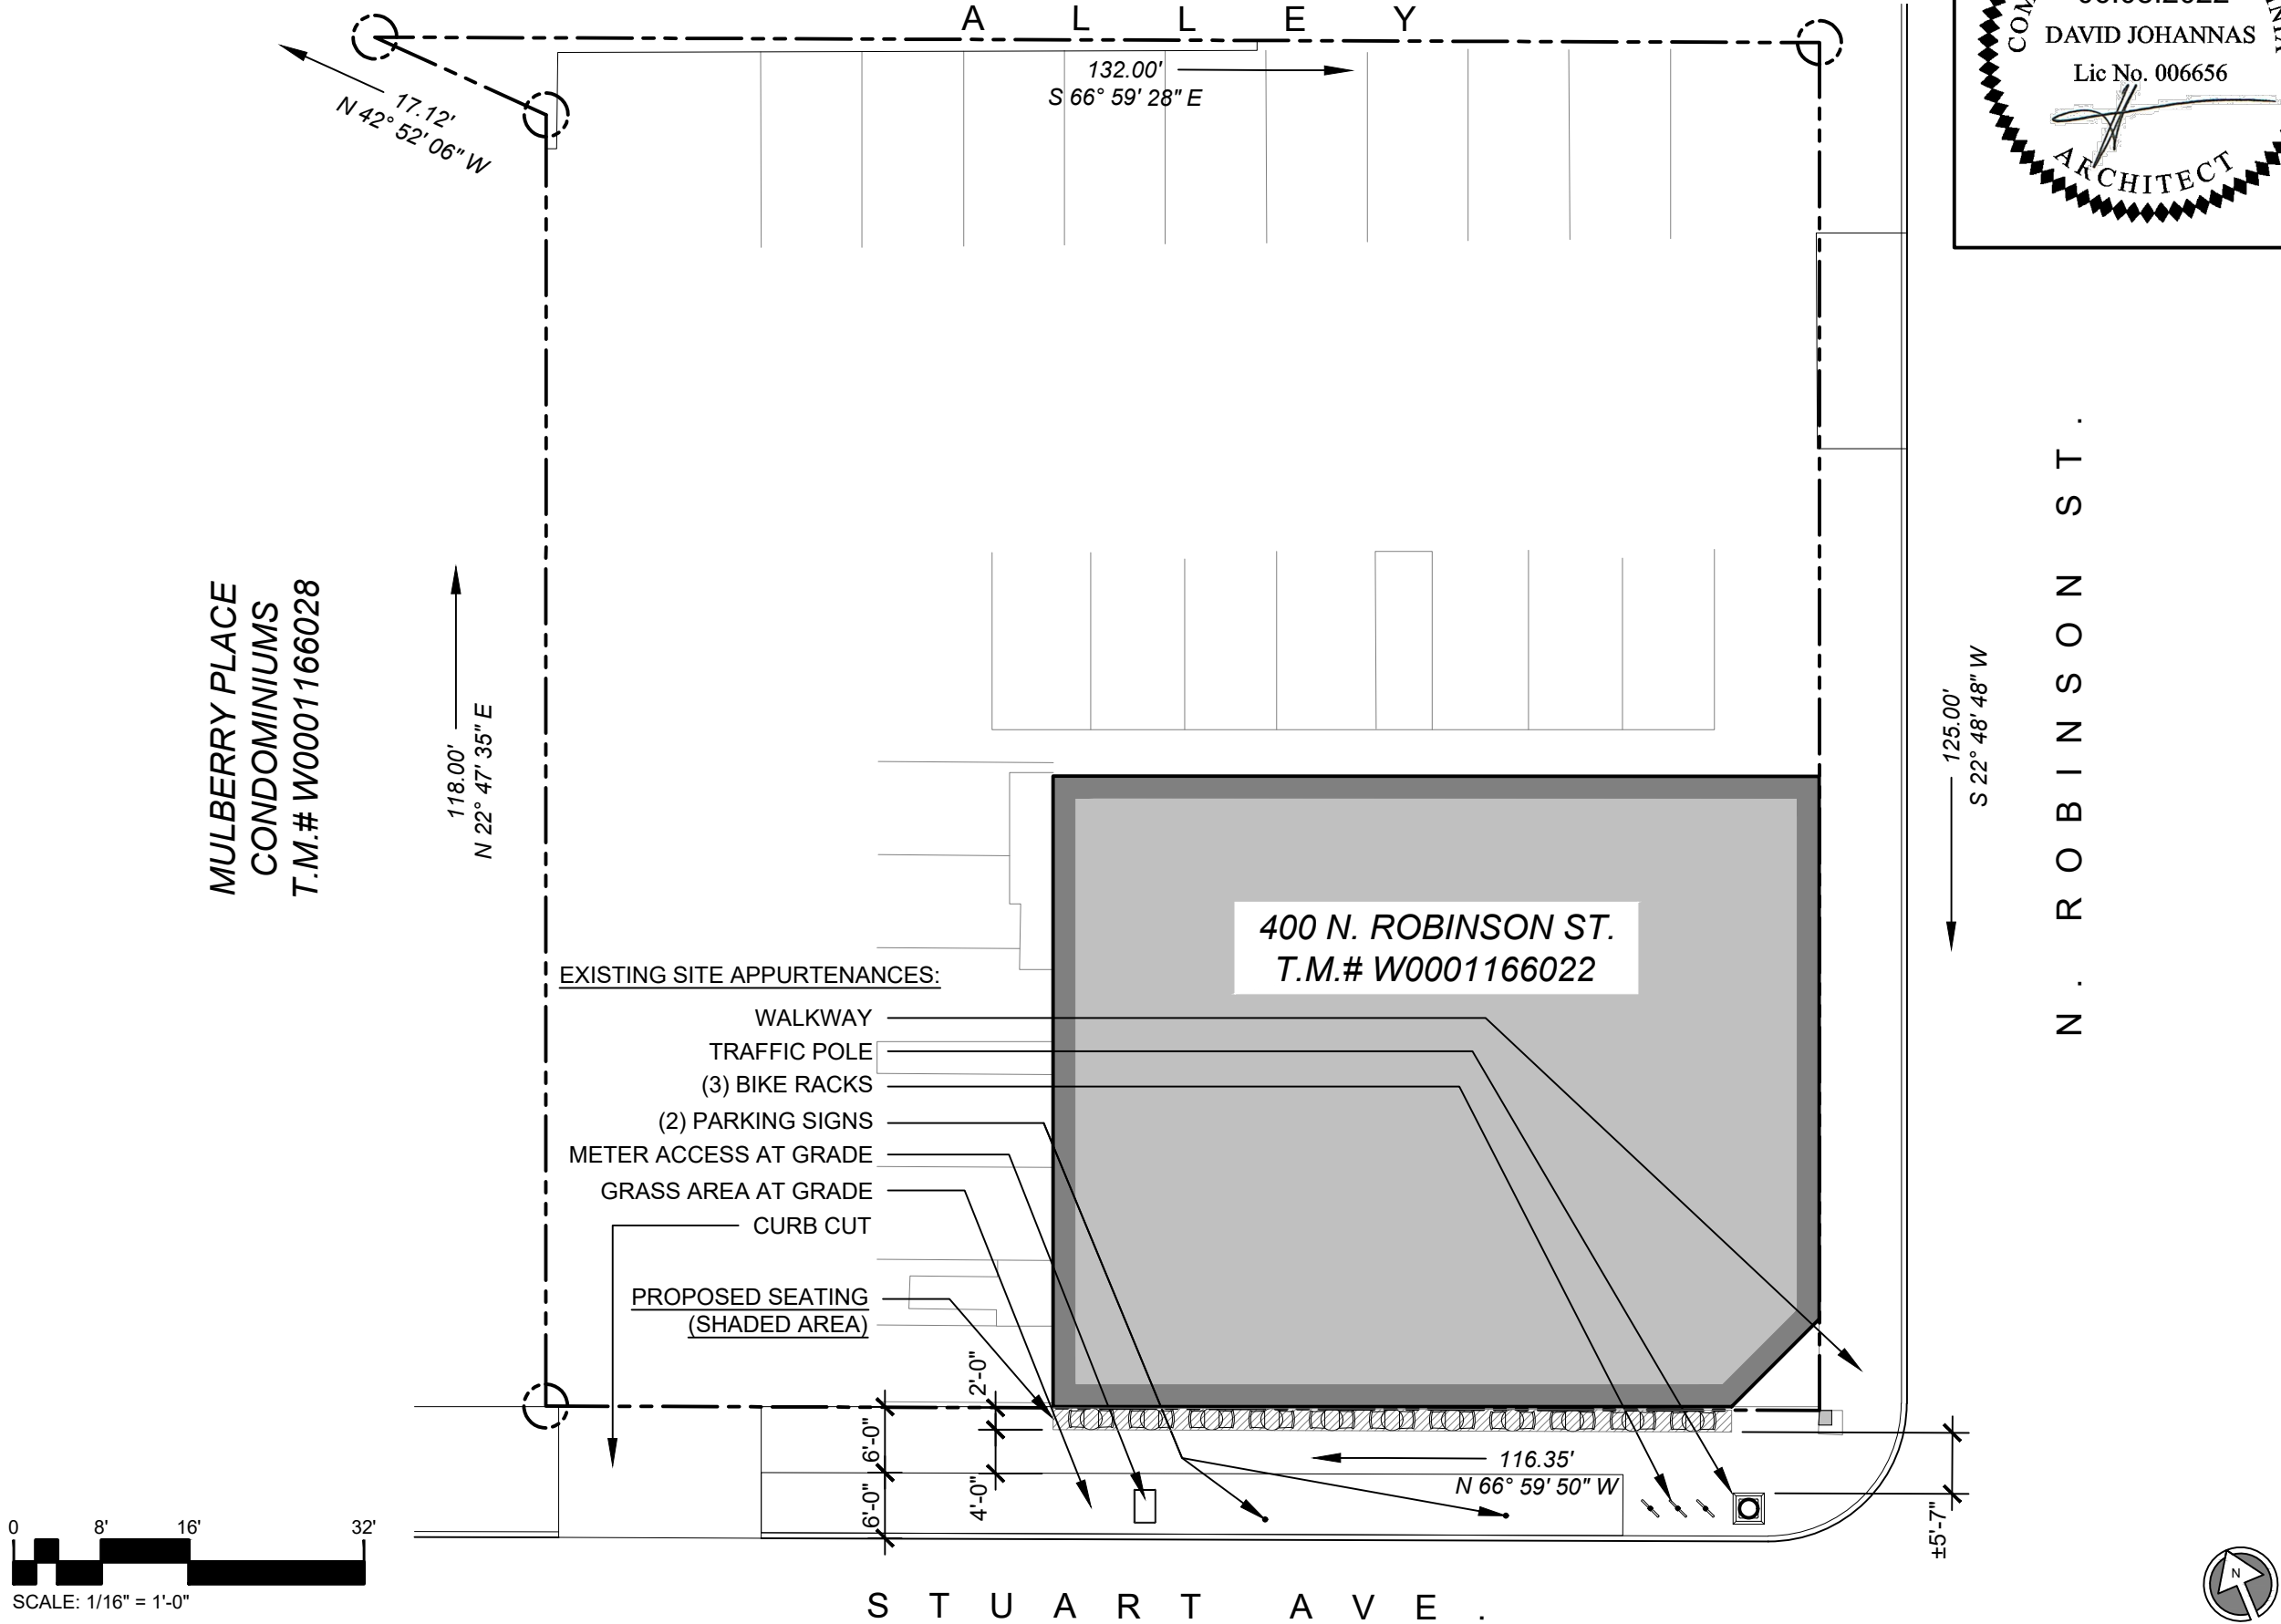 A L L E Y
DAVID JOHANNAS
Lic No. 006656
ARCHITECT
132.00'
S 66° 59' 28" E
17.12'
N 42° 52' 06" W
MULBERRY PLACE
CONDOMINIUMS
T.M.# W0001166028
118.00'
N 22° 47' 35" E
125.00'
S 22° 48' 48" W
N. ROBINSON ST.
400 N. ROBINSON ST.
T.M.# W0001166022
EXISTING SITE APPURTENANCES:
WALKWAY
TRAFFIC POLE
(3) BIKE RACKS
(2) PARKING SIGNS
METER ACCESS AT GRADE
GRASS AREA AT GRADE
CURB CUT
PROPOSED SEATING
(SHADED AREA)
2'-0"
6'-0"
4'-0"
6'-0"
116.35'
N 66° 59' 50" W
±5'-7"
0 8' 16' 32'
SCALE: 1/16" = 1'-0"
S T U A R T A V E .
N